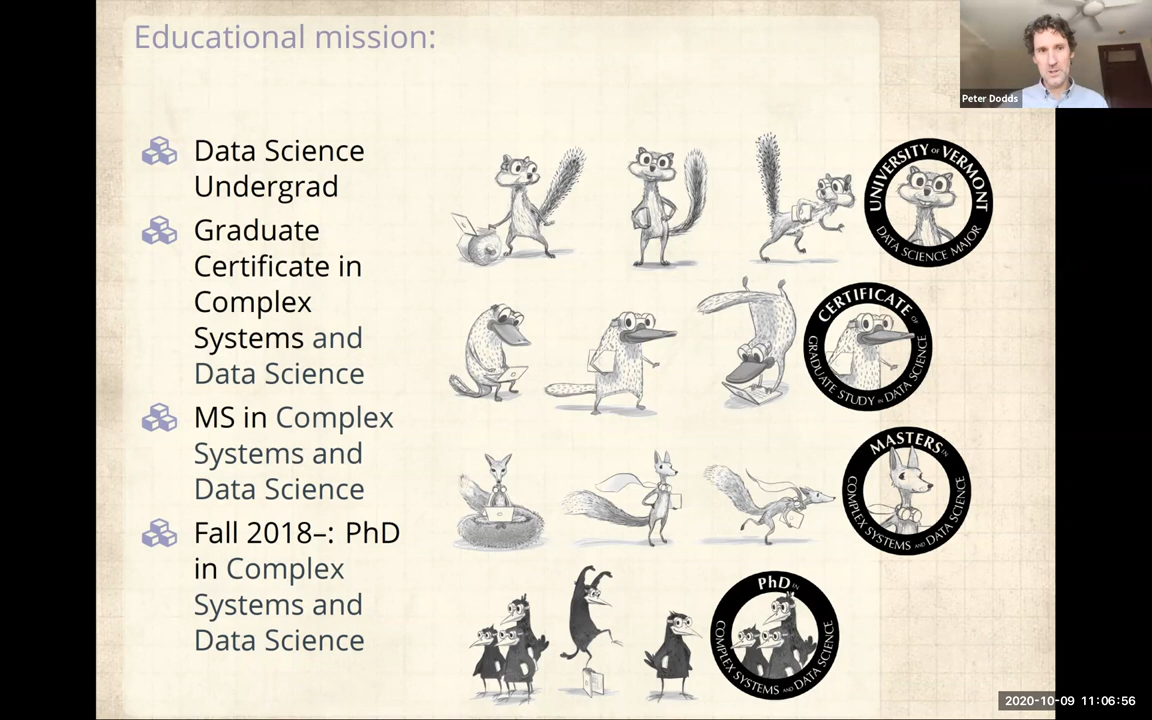 Educational mission:
Peter Dodds
Data Science
Undergrad
UNIVERSITY OF VERMONT
DATA SCIENCE MAJOR
Graduate
Certificate in
Complex
Systems and
Data Science
CERTIFICATE OF
GRADUATE STUDY IN DATA SCIENCE
MS in Complex
Systems and
Data Science
MASTERS IN
COMPLEX SYSTEMS AND DATA SCIENCE
Fall 2018–: PhD
in Complex
Systems and
Data Science
PhD IN
COMPLEX SYSTEMS AND DATA SCIENCE
2020-10-09 11:06:56